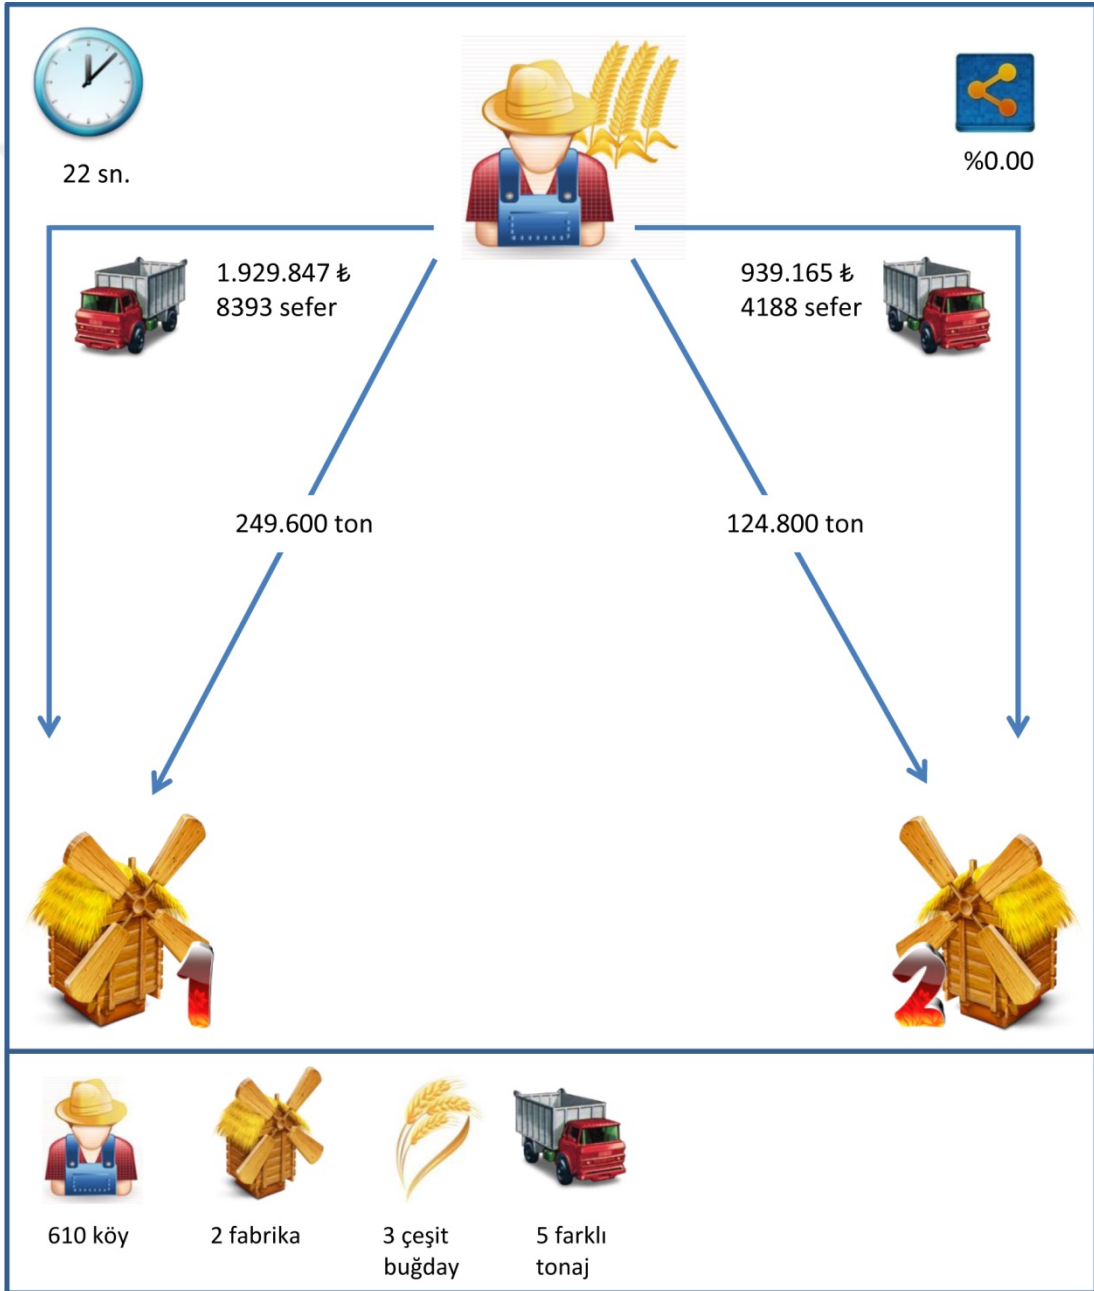 22 sn.
%0.00
1.929.847 ₺
8393 sefer
939.165 ₺
4188 sefer
249.600 ton
124.800 ton
1
2
610 köy
2 fabrika
3 çeşit
buğday
5 farklı
tonaj